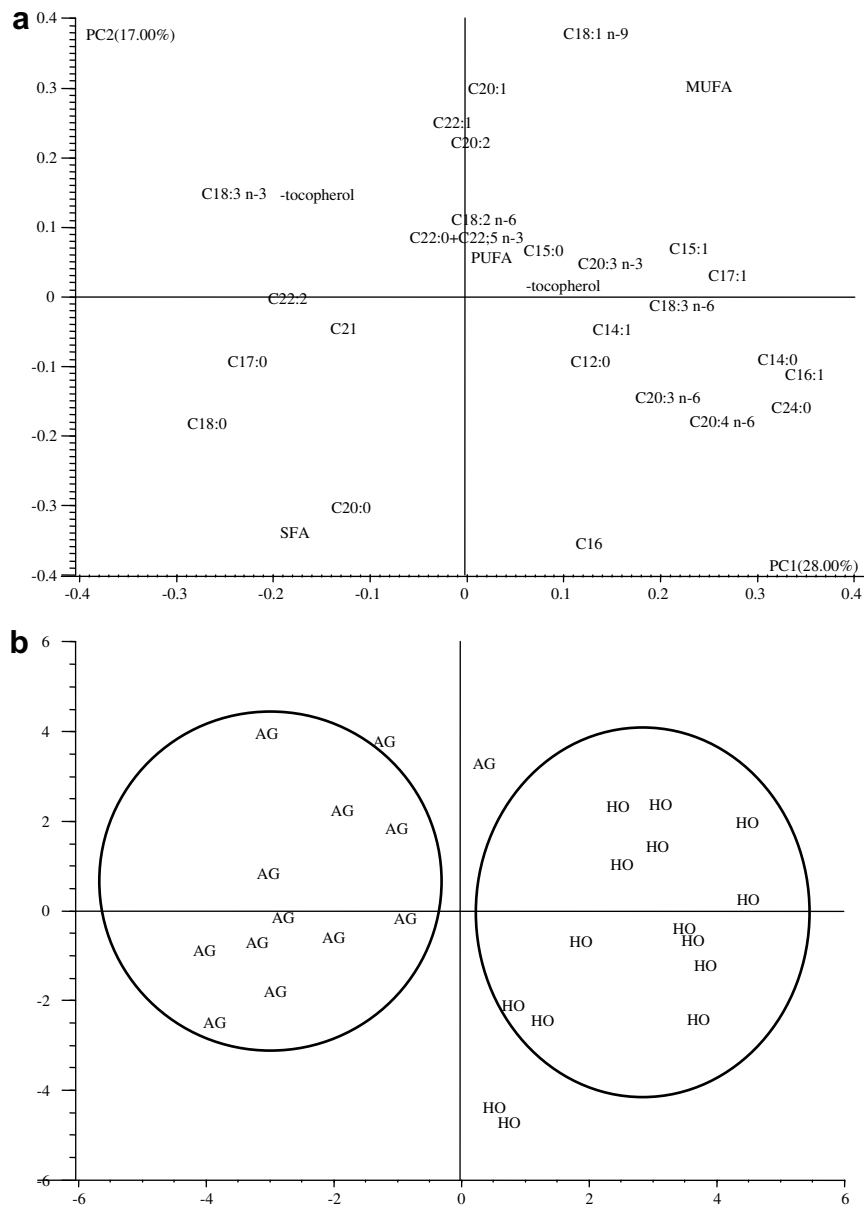 a
0.4 PC2(17.00%) C18:1 n-9
0.3 C20:1 MUFA
C22:1
0.2 C20:2
C18:3 n-3 -tocopherol
0.1 C18:2 n-6
C22:0+C22;5 n-3 C15:0 C15:1
PUFA C20:3 n-3 C17:1
-tocopherol
0 C22:2 C18:3 n-6
C21 C14:1
-0.1 C17:0 C12:0 C14:0
C16:1
C20:3 n-6 C24:0
-0.2 C18:0 C20:4 n-6
-0.3 C20:0
SFA C16
-0.4 PC1(28.00%)
-0.4 -0.3 -0.2 -0.1 0 0.1 0.2 0.3 0.4
b
6
4 AG AG
AG
2 AG AG HO HO HO
HO
HO
AG HO
0 AG AG HO
AG AG AG HO HO
HO
-2 AG HO
AG HO HO
-4 HO
HO
-6
-6 -4 -2 0 2 4 6